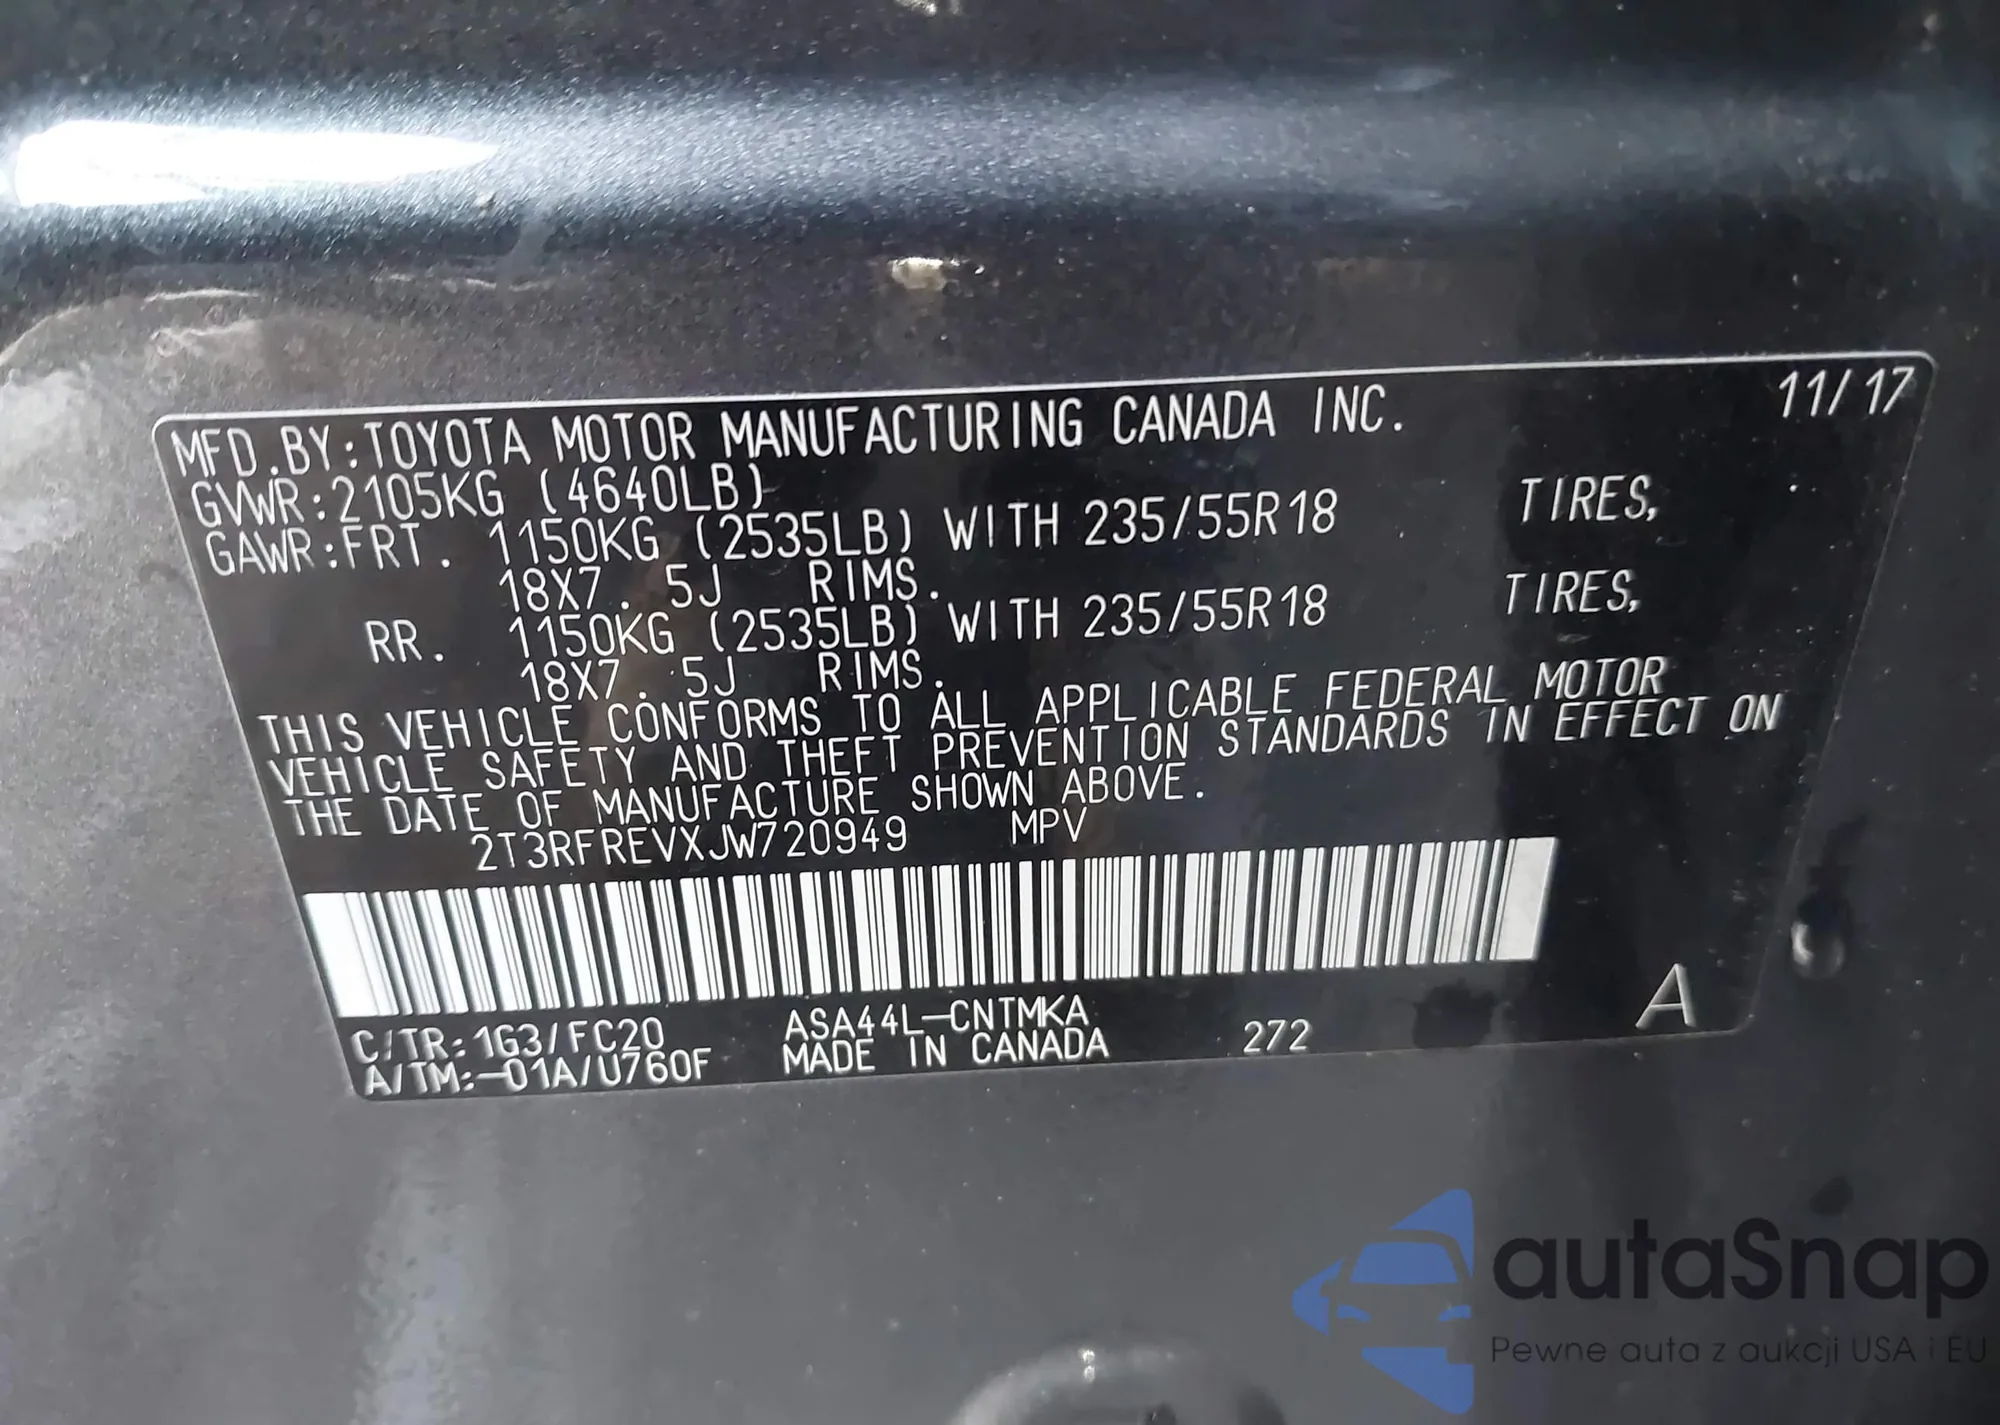 MFD.BY:TOYOTA MOTOR MANUFACTURING CANADA INC. 11/17
GVWR:2105KG (4640LB)
GAWR:FRT. 1150KG (2535LB) WITH 235/55R18 TIRES,
18X7.5J RIMS.
RR. 1150KG (2535LB) WITH 235/55R18 TIRES,
18X7.5J RIMS.
THIS VEHICLE CONFORMS TO ALL APPLICABLE FEDERAL MOTOR
VEHICLE SAFETY AND THEFT PREVENTION STANDARDS IN EFFECT ON
THE DATE OF MANUFACTURE SHOWN ABOVE.
2T3RFREVXJW720949 MPV
C/TR:1G3/FC20 ASA44L-CNTMKA 272 A
A/TM:-01A/U760F MADE IN CANADA
autaSnap
Pewne auta z aukcji USA i EU